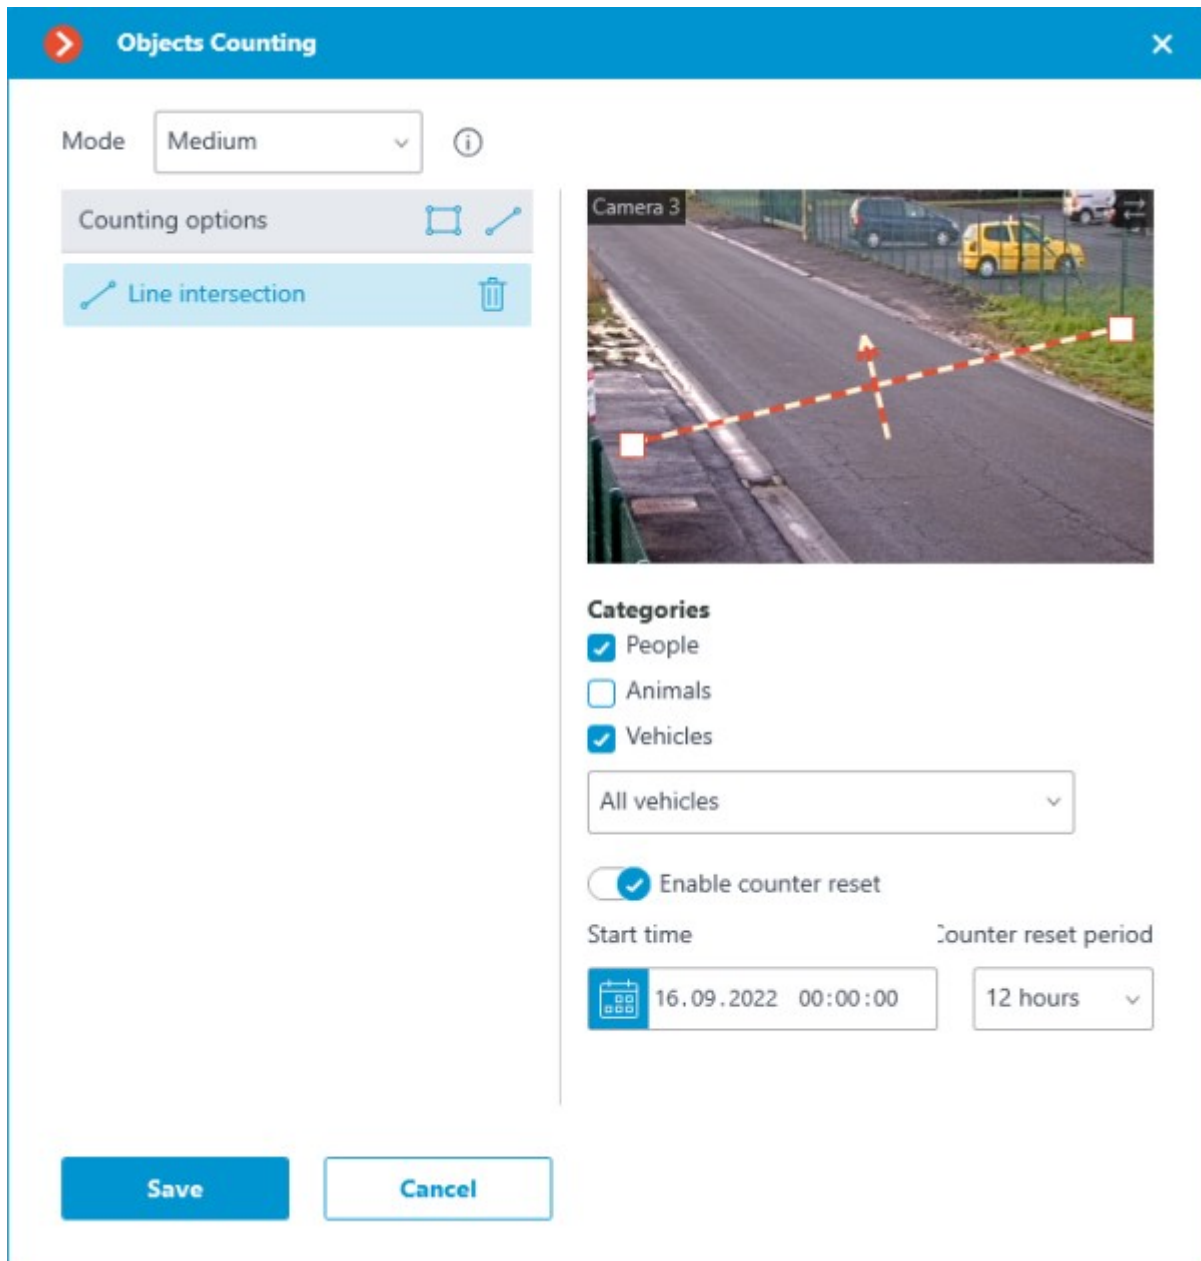 Objects Counting
Mode
Medium
Counting options
Line intersection
Camera 3
Categories
People
Animals
Vehicles
All vehicles
Enable counter reset
Start time
Counter reset period
16.09.2022 00:00:00
12 hours
Save
Cancel